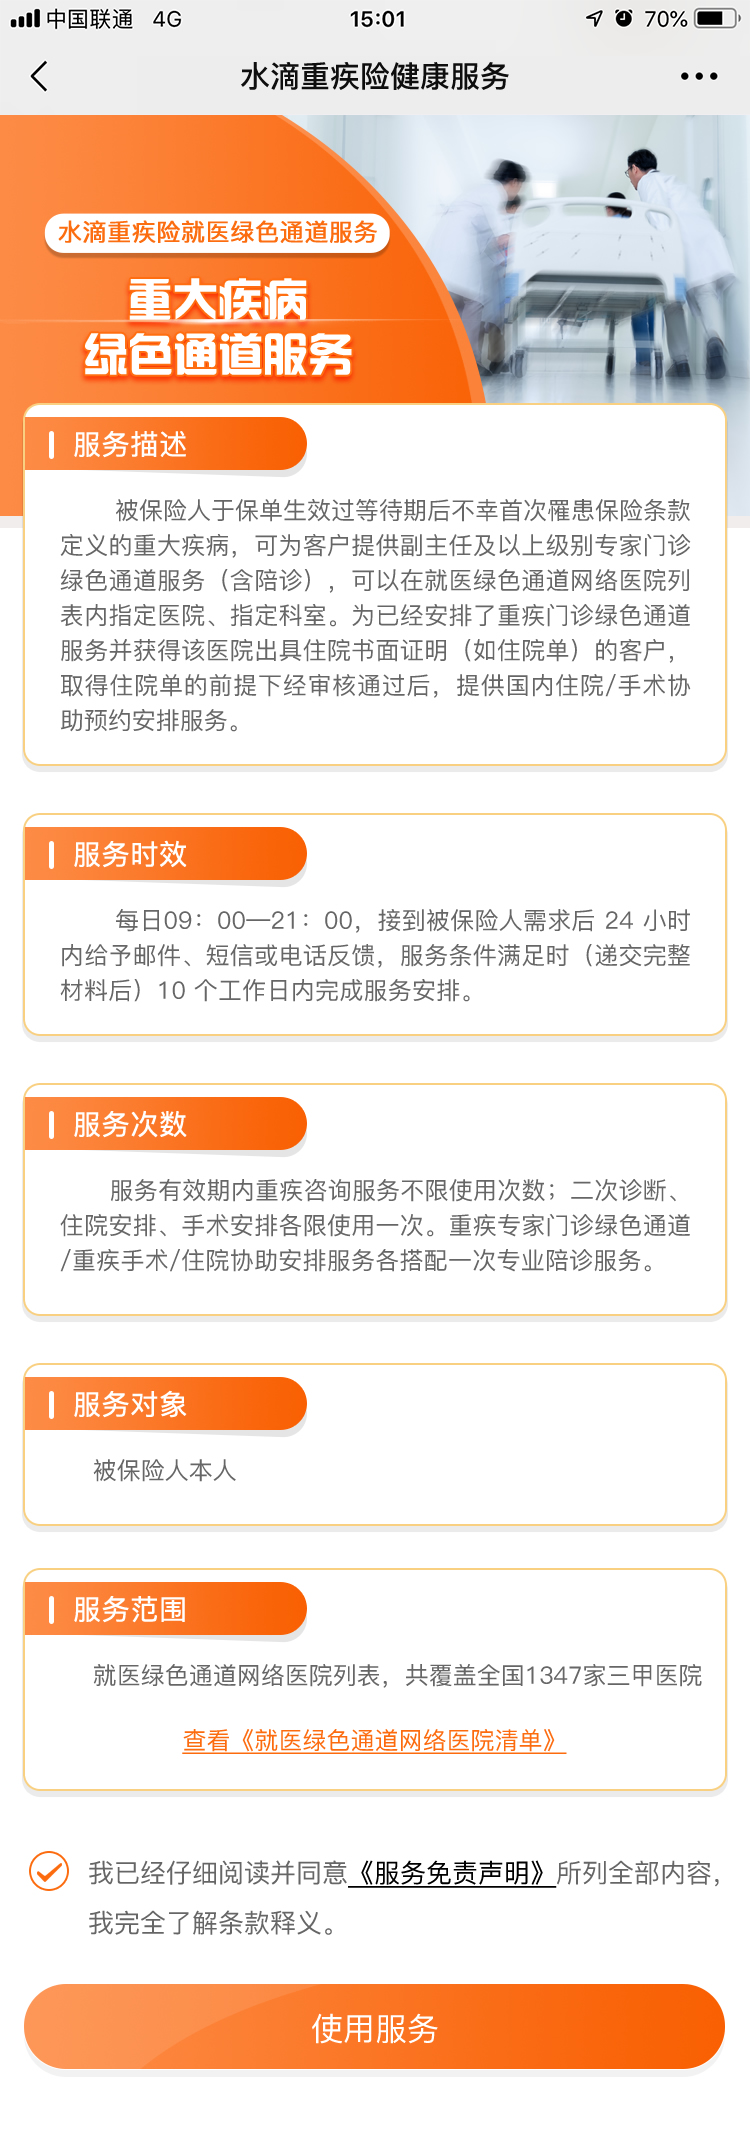 中国联通 4G 15:01 70%
水滴重疾险健康服务
水滴重疾险就医绿色通道服务
重大疾病
绿色通道服务
服务描述
被保险人于保单生效过等待期后不幸首次罹患保险条款
定义的重大疾病，可为客户提供副主任及以上级别专家门诊
绿色通道服务（含陪诊），可以在就医绿色通道网络医院列
表内指定医院、指定科室。为已经安排了重疾门诊绿色通道
服务并获得该医院出具住院书面证明（如住院单）的客户，
取得住院单的前提下经审核通过后，提供国内住院/手术协
助预约安排服务。
服务时效
每日09：00—21：00，接到被保险人需求后 24 小时
内给予邮件、短信或电话反馈，服务条件满足时（递交完整
材料后）10 个工作日内完成服务安排。
服务次数
服务有效期内重疾咨询服务不限使用次数；二次诊断、
住院安排、手术安排各限使用一次。重疾专家门诊绿色通道
/重疾手术/住院协助安排服务各搭配一次专业陪诊服务。
服务对象
被保险人本人
服务范围
就医绿色通道网络医院列表，共覆盖全国1347家三甲医院
查看《就医绿色通道网络医院清单》
我已经仔细阅读并同意《服务免责声明》所列全部内容，
我完全了解条款释义。
使用服务